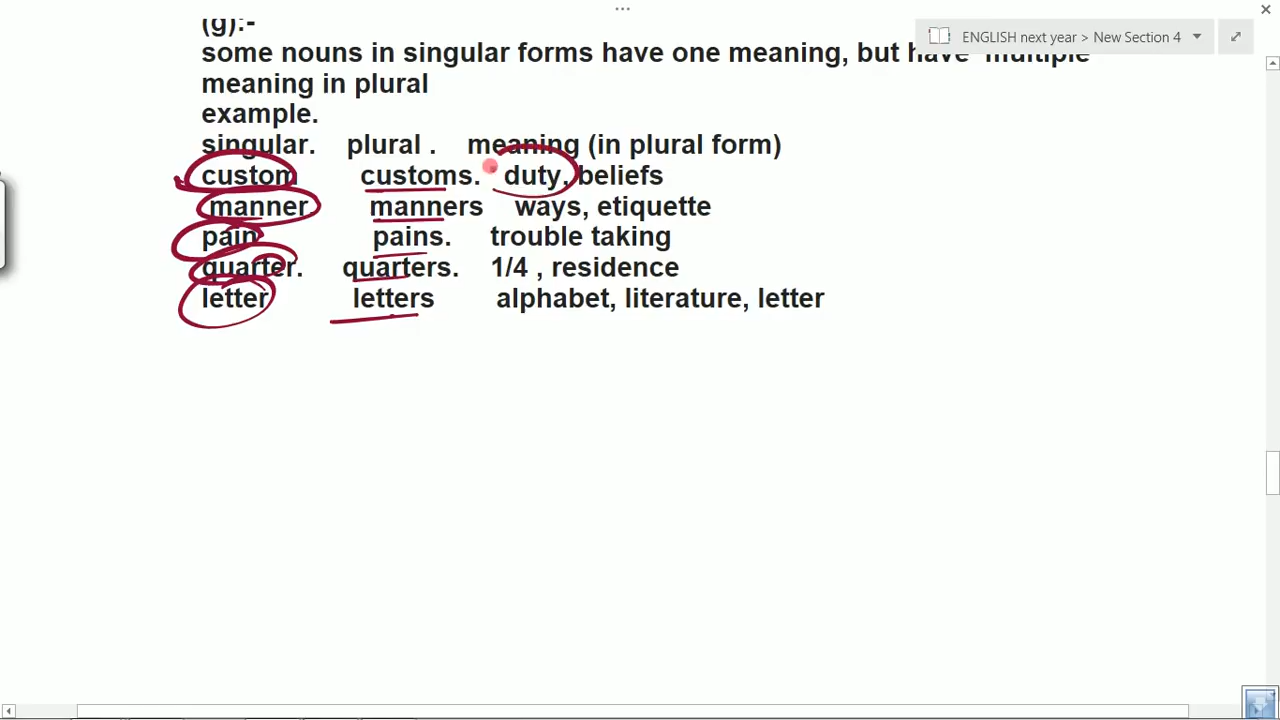 (g):-
ENGLISH next year > New Section 4
some nouns in singular forms have one meaning, but have multiple
meaning in plural
example.
singular. plural . meaning (in plural form)
custom customs. duty, beliefs
manner. manners ways, etiquette
pain pains. trouble taking
quarter. quarters. 1/4 , residence
letter letters alphabet, literature, letter